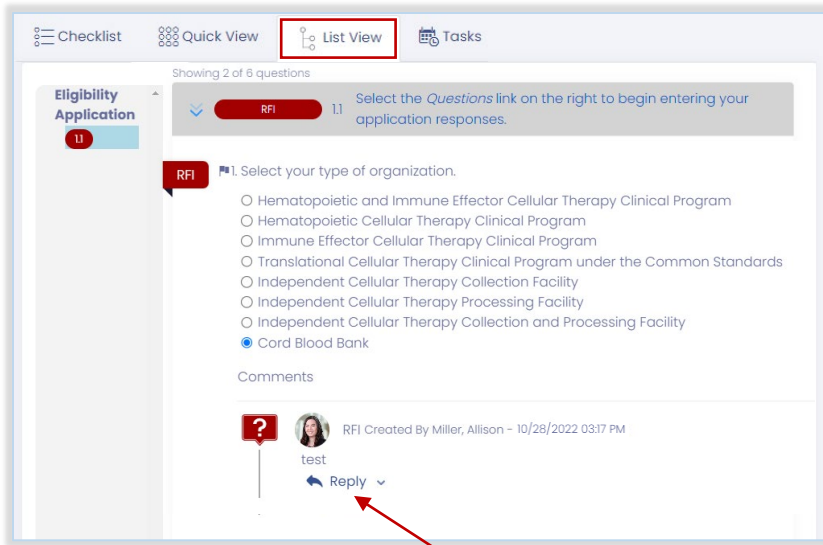 Checklist Quick View List View Tasks
Showing 2 of 6 questions
Eligibility Application
1.1
RFI 1.1 Select the Questions link on the right to begin entering your
application responses.
RFI 1. Select your type of organization.
Hematopoietic and Immune Effector Cellular Therapy Clinical Program
Hematopoietic Cellular Therapy Clinical Program
Immune Effector Cellular Therapy Clinical Program
Translational Cellular Therapy Clinical Program under the Common Standards
Independent Cellular Therapy Collection Facility
Independent Cellular Therapy Processing Facility
Independent Cellular Therapy Collection and Processing Facility
Cord Blood Bank
Comments
? RFI Created By Miller, Allison - 10/28/2022 03:17 PM
test
Reply